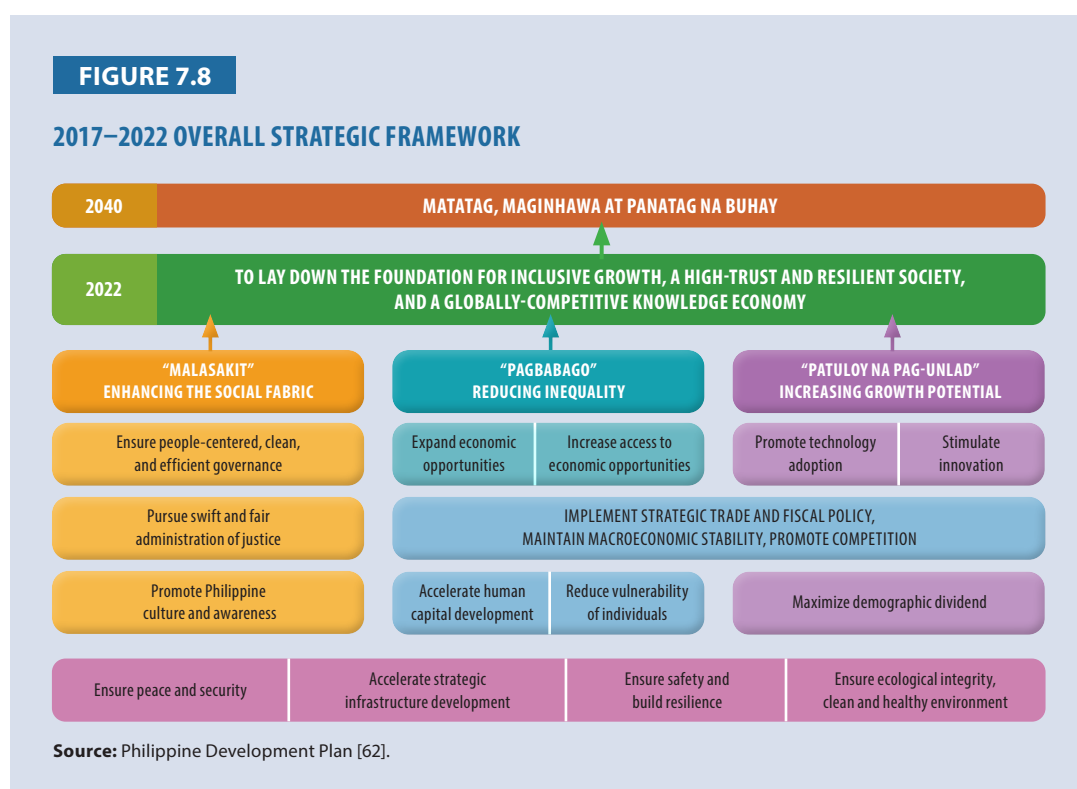 FIGURE 7.8
2017–2022 OVERALL STRATEGIC FRAMEWORK
2040
MATATAG, MAGINHAWA AT PANATAG NA BUHAY
2022
TO LAY DOWN THE FOUNDATION FOR INCLUSIVE GROWTH, A HIGH-TRUST AND RESILIENT SOCIETY,
AND A GLOBALLY-COMPETITIVE KNOWLEDGE ECONOMY
“MALASAKIT”
ENHANCING THE SOCIAL FABRIC
“PAGBABAGO”
REDUCING INEQUALITY
“PATULOY NA PAG-UNLAD”
INCREASING GROWTH POTENTIAL
Ensure people-centered, clean,
and efficient governance
Expand economic
opportunities
Increase access to
economic opportunities
Promote technology
adoption
Stimulate
innovation
Pursue swift and fair
administration of justice
IMPLEMENT STRATEGIC TRADE AND FISCAL POLICY,
MAINTAIN MACROECONOMIC STABILITY, PROMOTE COMPETITION
Promote Philippine
culture and awareness
Accelerate human
capital development
Reduce vulnerability
of individuals
Maximize demographic dividend
Ensure peace and security
Accelerate strategic
infrastructure development
Ensure safety and
build resilience
Ensure ecological integrity,
clean and healthy environment
Source: Philippine Development Plan [62].